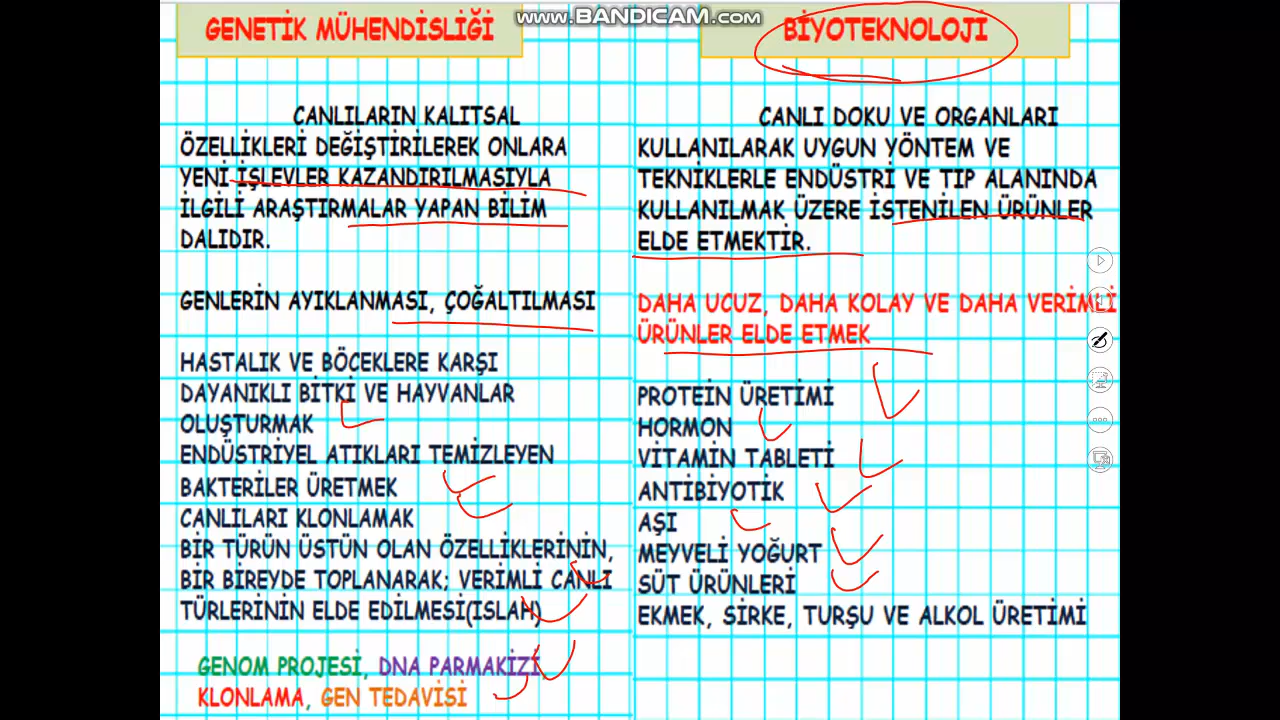 www.BANDICAM.com
GENETİK MÜHENDİSLİĞİ
CANLILARIN KALITSAL
ÖZELLİKLERİ DEĞİŞTİRİLEREK ONLARA
YENİ İŞLEVLER KAZANDIRILMASIYLA
İLGİLİ ARAŞTIRMALAR YAPAN BİLİM
DALIDIR.
GENLERİN AYIKLANMASI, ÇOĞALTILMASI
HASTALIK VE BÖCEKLERE KARŞI
DAYANIKLI BİTKİ VE HAYVANLAR
OLUŞTURMAK
ENDÜSTRİYEL ATIKLARI TEMİZLEYEN
BAKTERİLER ÜRETMEK
CANLILARI KLONLAMAK
BİR TÜRÜN ÜSTÜN OLAN ÖZELLİKLERİNİN,
BİR BİREYDE TOPLANARAK; VERİMLİ CANLI
TÜRLERİNİN ELDE EDİLMESİ(ISLAH)
GENOM PROJESİ, DNA PARMAKİZİ,
KLONLAMA, GEN TEDAVİSİ
BİYOTEKNOLOJİ
CANLI DOKU VE ORGANLARI
KULLANILARAK UYGUN YÖNTEM VE
TEKNİKLERLE ENDÜSTRİ VE TIP ALANINDA
KULLANILMAK ÜZERE İSTENİLEN ÜRÜNLER
ELDE ETMEKTİR.
DAHA UCUZ, DAHA KOLAY VE DAHA VERİMLİ
ÜRÜNLER ELDE ETMEK
PROTEİN ÜRETİMİ
HORMON
VİTAMİN TABLETİ
ANTİBİYOTİK
AŞI
MEYVELİ YOĞURT
SÜT ÜRÜNLERİ
EKMEK, SİRKE, TURŞU VE ALKOL ÜRETİMİ